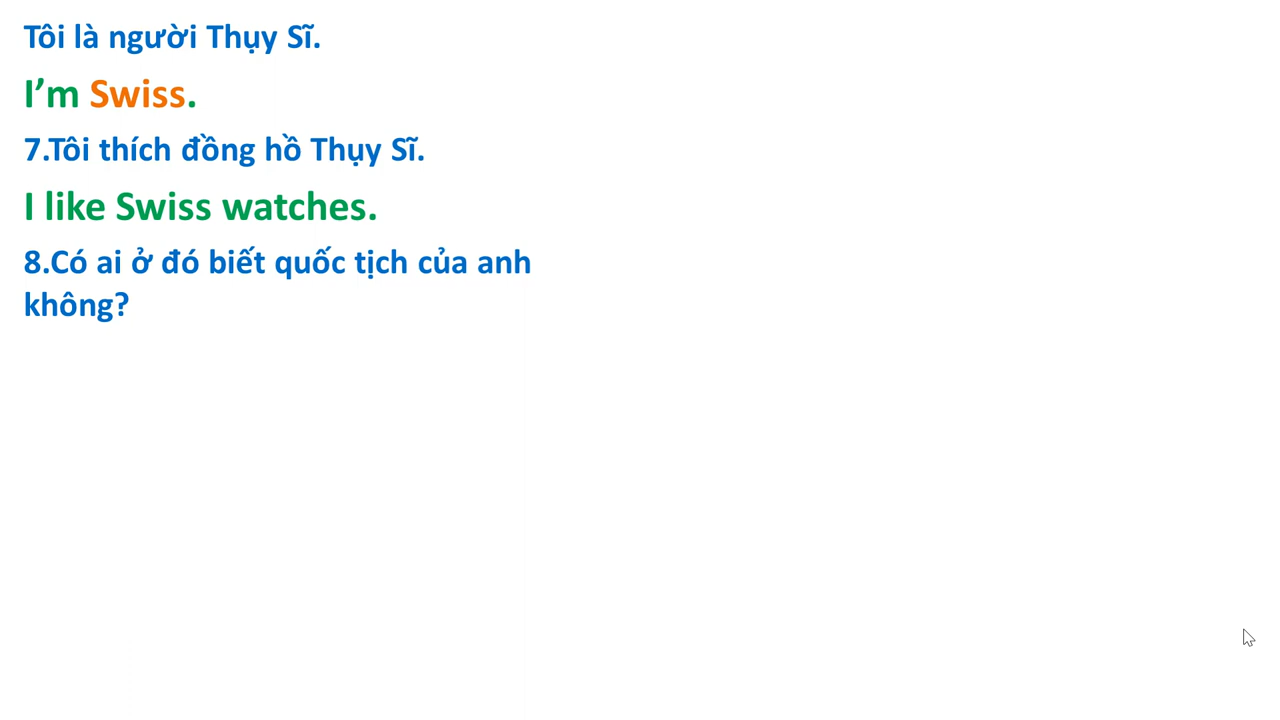 Tôi là người Thụy Sĩ.
I’m Swiss.
7.Tôi thích đồng hồ Thụy Sĩ.
I like Swiss watches.
8.Có ai ở đó biết quốc tịch của anh
không?